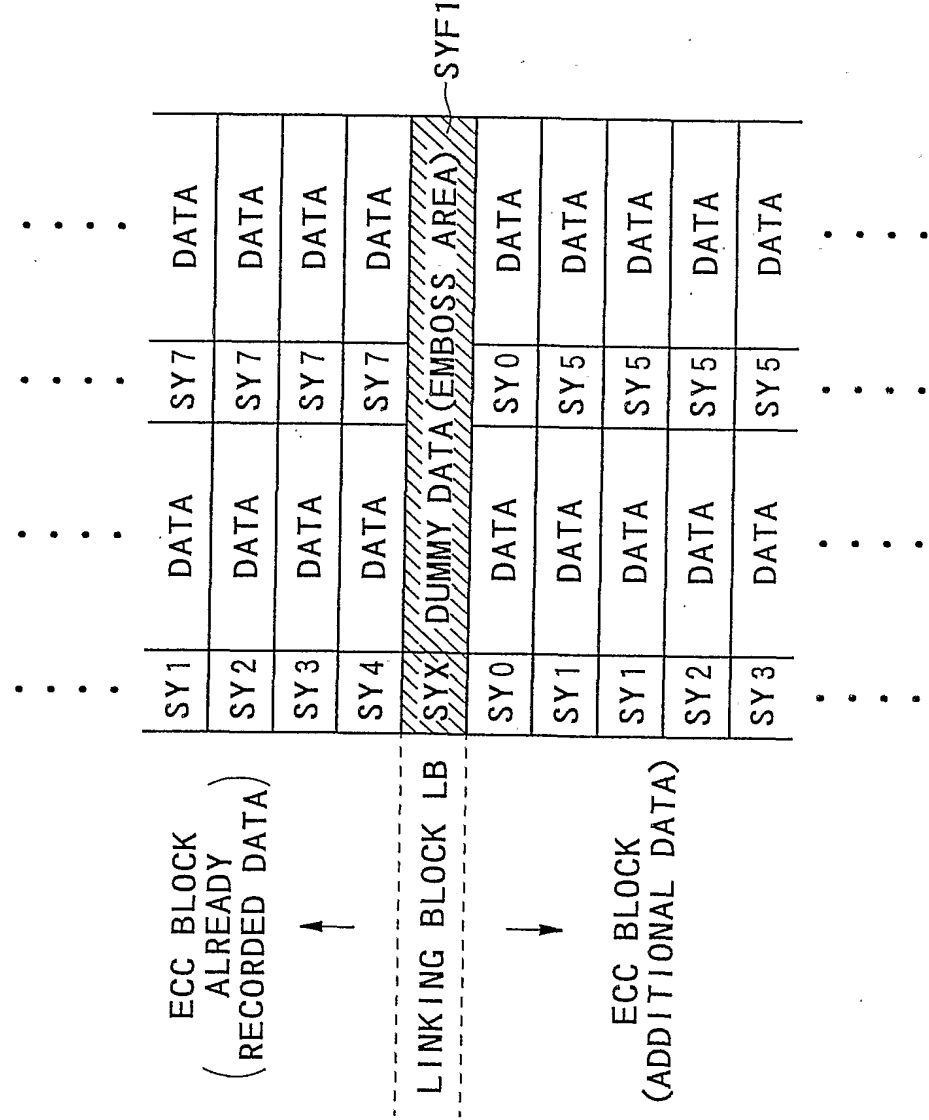 ECC BLOCK
ALREADY
(RECORDED DATA)
SY1 DATA SY7 DATA
SY2 DATA SY7 DATA
SY3 DATA SY7 DATA
SY4 DATA SY7 DATA
LINKING BLOCK LB
SYX DUMMY DATA (EMBOSS AREA)
SYF1
SY0 DATA SY0 DATA
SY1 DATA SY5 DATA
SY1 DATA SY5 DATA
SY2 DATA SY5 DATA
SY3 DATA SY5 DATA
ECC BLOCK
(ADDITIONAL DATA)